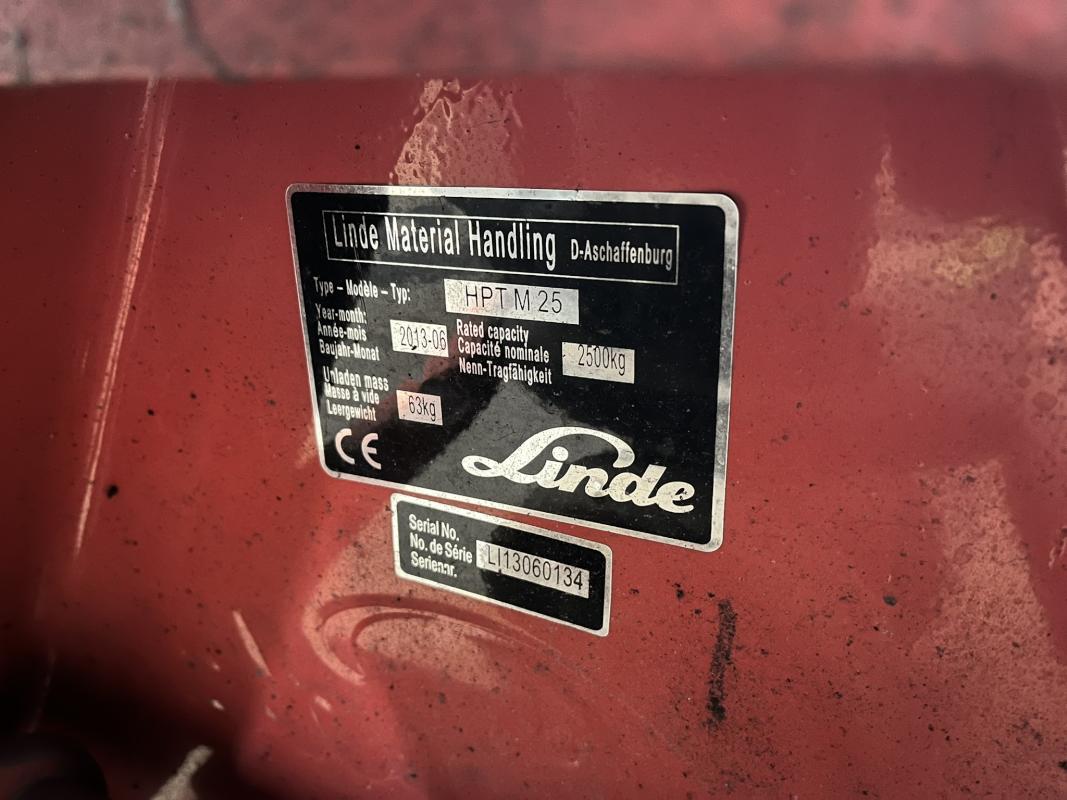 Linde Material Handling D-Aschaffenburg
Type – Modèle – Typ: HPT M 25
Year-month:
Année-mois
Baujahr-Monat
2013-06
Rated capacity
Capacité nominale
Nenn-Tragfähigkeit
2500kg
Unladen mass
Masse à vide
Leergewicht
63kg
CE
Linde
Serial No.
No. de Série
Seriennr.
LI13060134